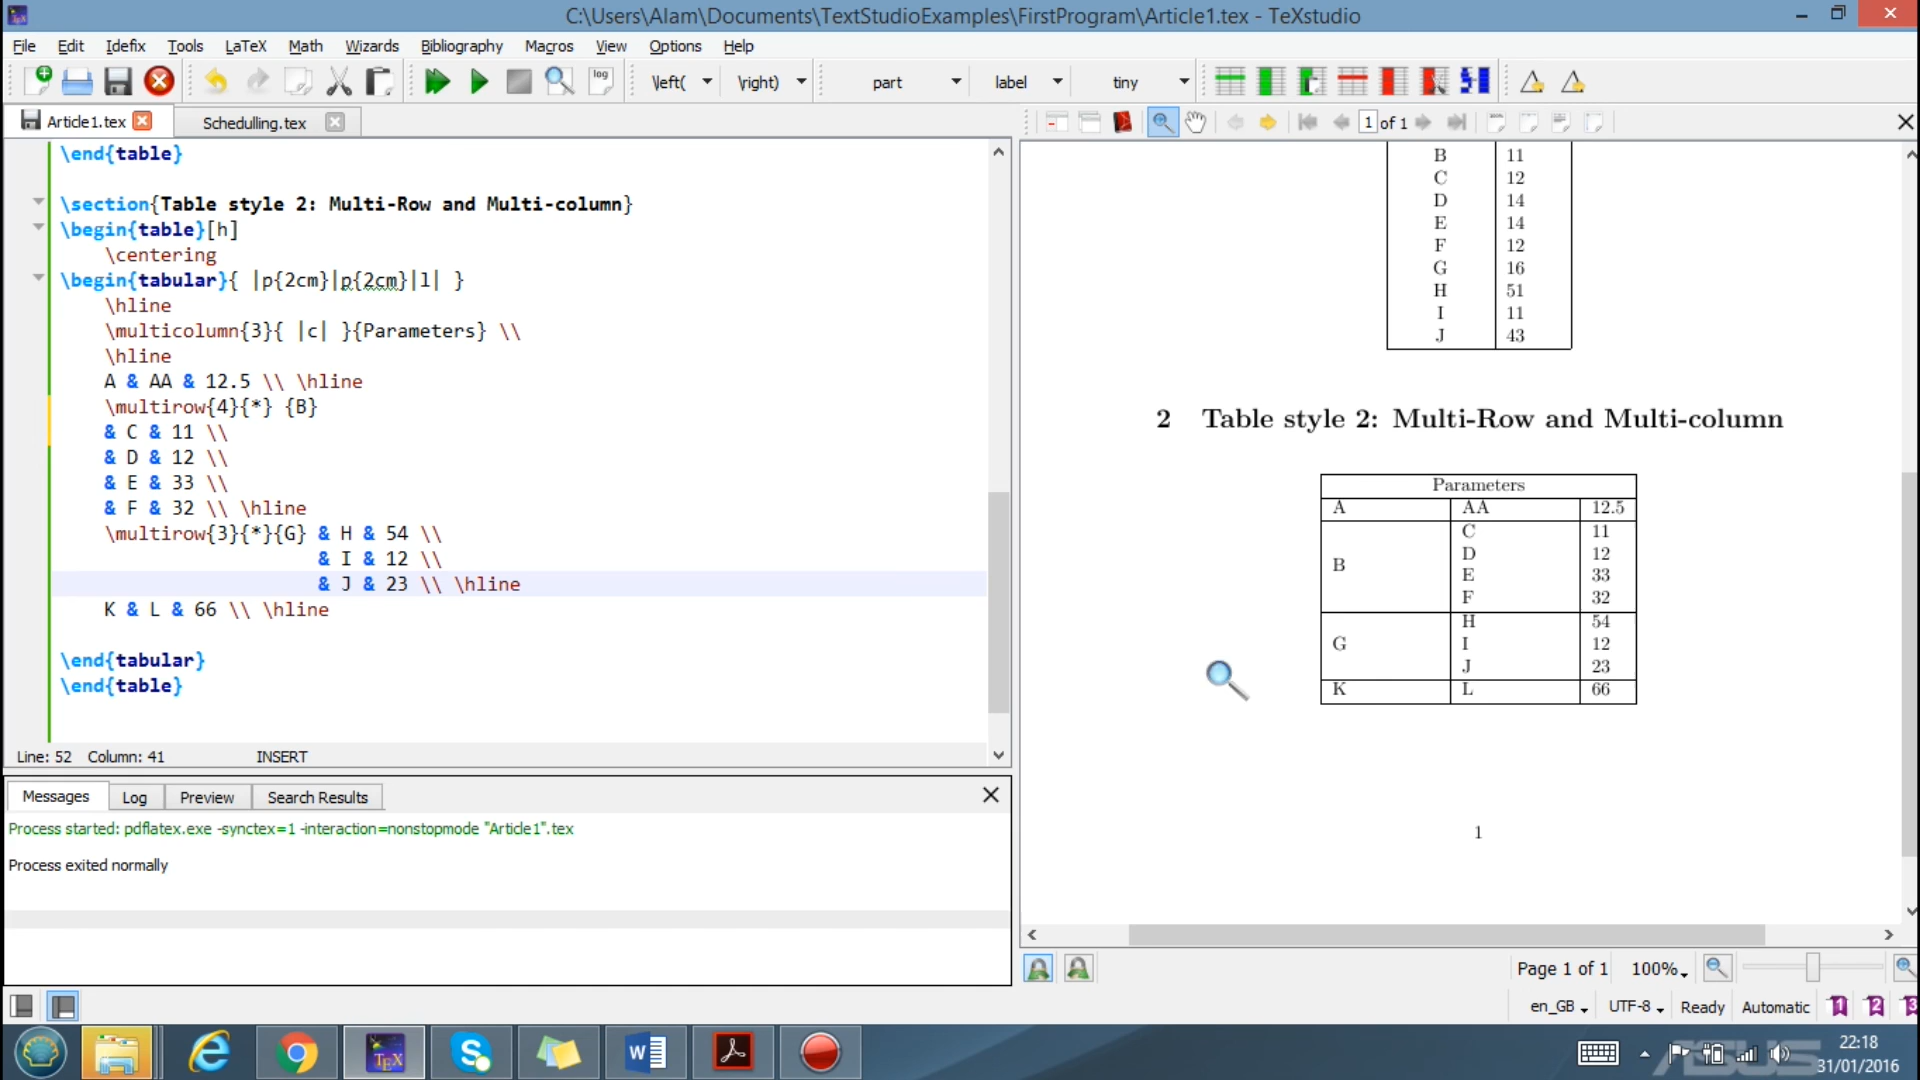 C:\Users\Alam\Documents\TextStudioExamples\FirstProgram\Article1.tex - TeXstudio
File Edit Idefix Tools LaTeX Math Wizards Bibliography Macros View Options Help
log \left( \right) part label tiny
Article1.tex Schedulling.tex
1 of 1
\end{table}
\section{Table style 2: Multi-Row and Multi-column}
\begin{table}[h]
\centering
\begin{tabular}{ |p{2cm}|p{2cm}|l| }
\hline
\multicolumn{3}{ |c| }{Parameters} \\
\hline
A & AA & 12.5 \\ \hline
\multirow{4}{*} {B}
& C & 11 \\
& D & 12 \\
& E & 33 \\
& F & 32 \\ \hline
\multirow{3}{*}{G} & H & 54 \\
& I & 12 \\
& J & 23 \\ \hline
K & L & 66 \\ \hline
\end{tabular}
\end{table}
Line: 52 Column: 41 INSERT
Messages Log Preview Search Results
Process started: pdflatex.exe -synctex=1 -interaction=nonstopmode "Article1".tex
Process exited normally
B 11
C 12
D 14
E 14
F 12
G 16
H 51
I 11
J 43
2 Table style 2: Multi-Row and Multi-column
Parameters
A AA 12.5
C 11
D 12
B
E 33
F 32
H 54
G I 12
J 23
K L 66
1
Page 1 of 1 100%
en_GB UTF-8 Ready Automatic 1 2 3
TEX S W
ASUS
22:18
31/01/2016